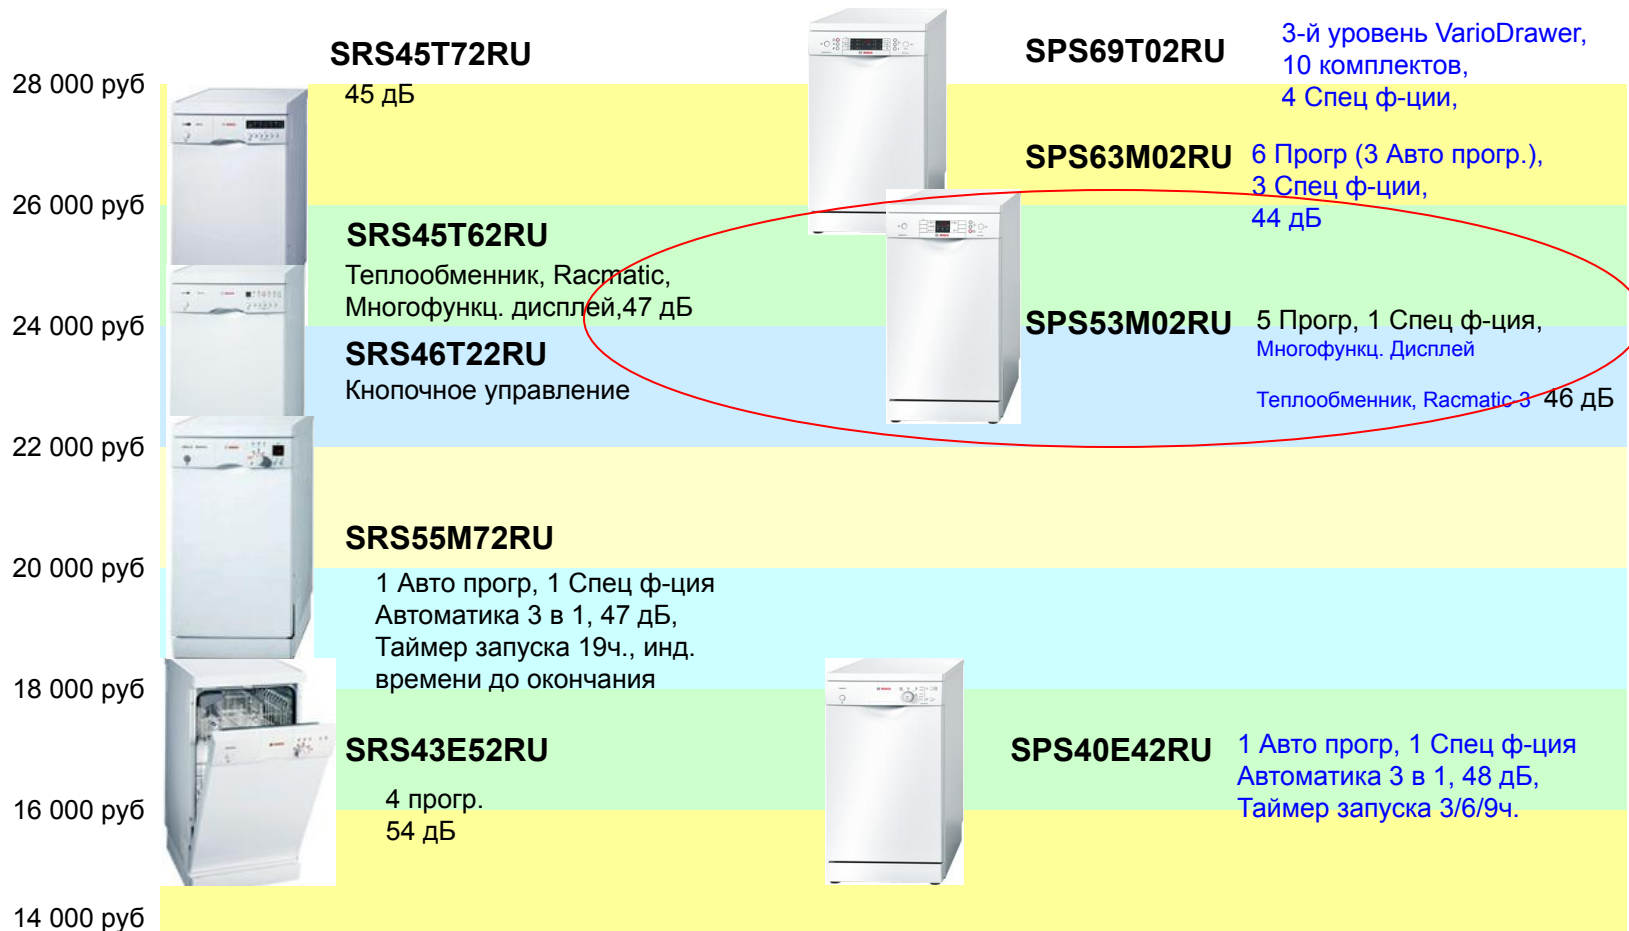 28 000 руб
26 000 руб
24 000 руб
22 000 руб
20 000 руб
18 000 руб
16 000 руб
14 000 руб
SRS45T72RU
45 дБ
SRS45T62RU
Теплообменник, Racmatic,
Многофункц. дисплей,47 дБ
SRS46T22RU
Кнопочное управление
SRS55M72RU
1 Авто прогр, 1 Спец ф-ция
Автоматика 3 в 1, 47 дБ,
Таймер запуска 19ч., инд.
времени до окончания
SRS43E52RU
4 прогр.
54 дБ
SPS69T02RU
3-й уровень VarioDrawer,
10 комплектов,
4 Спец ф-ции,
SPS63M02RU
6 Прогр (3 Авто прогр.),
3 Спец ф-ции,
44 дБ
SPS53M02RU
5 Прогр, 1 Спец ф-ция,
Многофункц. Дисплей
Теплообменник, Racmatic-3 46 дБ
SPS40E42RU
1 Авто прогр, 1 Спец ф-ция
Автоматика 3 в 1, 48 дБ,
Таймер запуска 3/6/9ч.